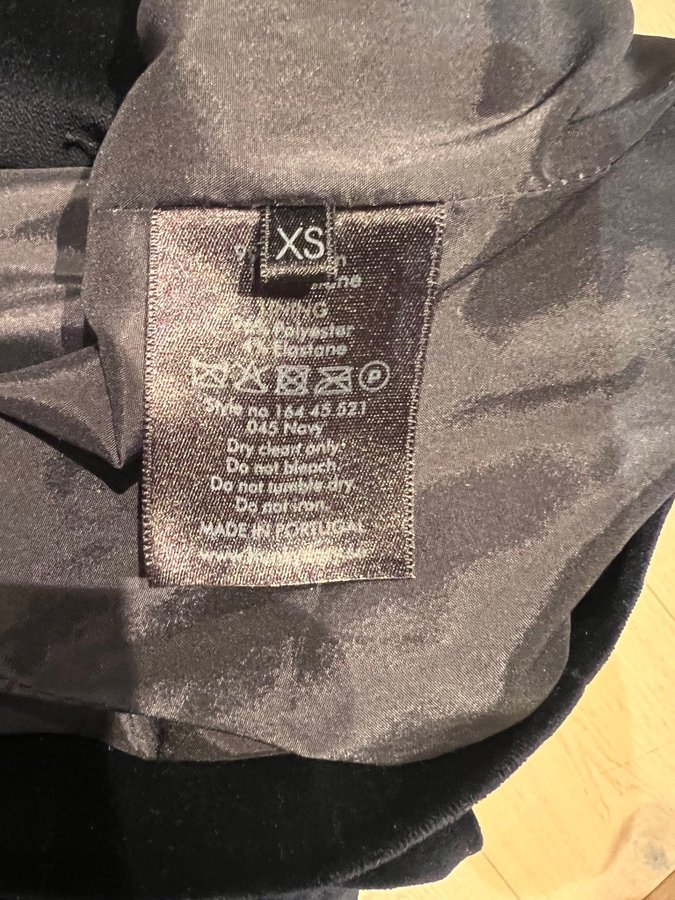 XS
LINING
Polyester
Elastane
P
Style no 164 45 521
045 Navy
Dry clean only.
Do not bleach.
Do not tumble dry.
Do not iron.
MADE IN PORTUGAL